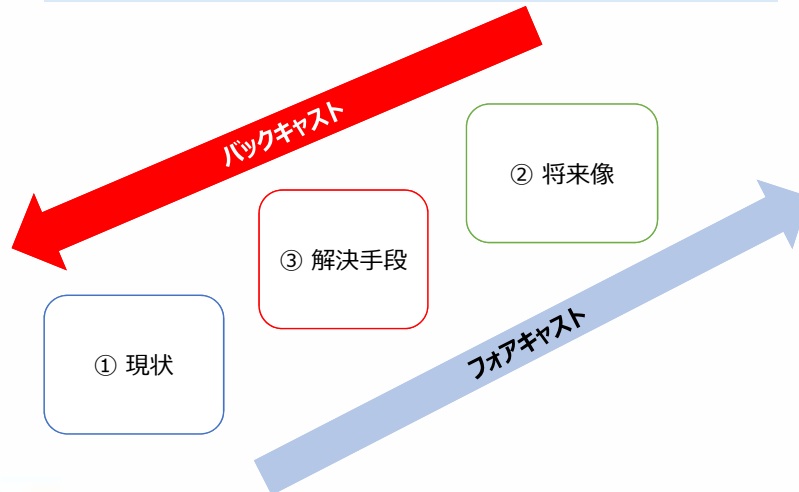 バックキャスト
② 将来像
③ 解決手段
① 現状
フォアキャスト